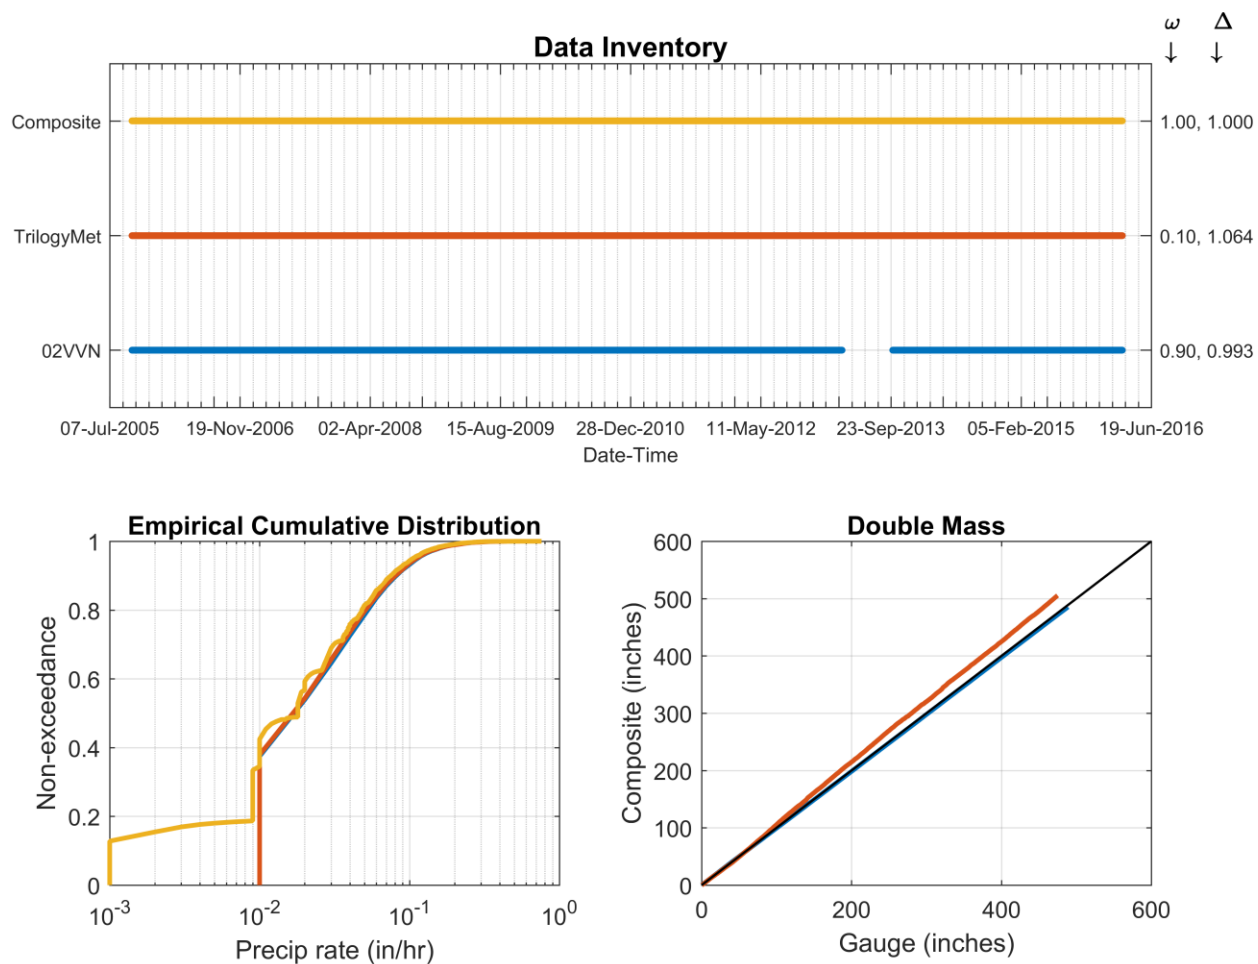 ω Δ
↓ ↓
Data Inventory
Composite
1.00, 1.000
TrilogyMet
0.10, 1.064
02VVN
0.90, 0.993
07-Jul-2005 19-Nov-2006 02-Apr-2008 15-Aug-2009 28-Dec-2010 11-May-2012 23-Sep-2013 05-Feb-2015 19-Jun-2016
Date-Time
Empirical Cumulative Distribution
Non-exceedance
1
0.8
0.6
0.4
0.2
0
10⁻³ 10⁻² 10⁻¹ 10⁰
Precip rate (in/hr)
Double Mass
Composite (inches)
600
500
400
300
200
100
0
0 200 400 600
Gauge (inches)